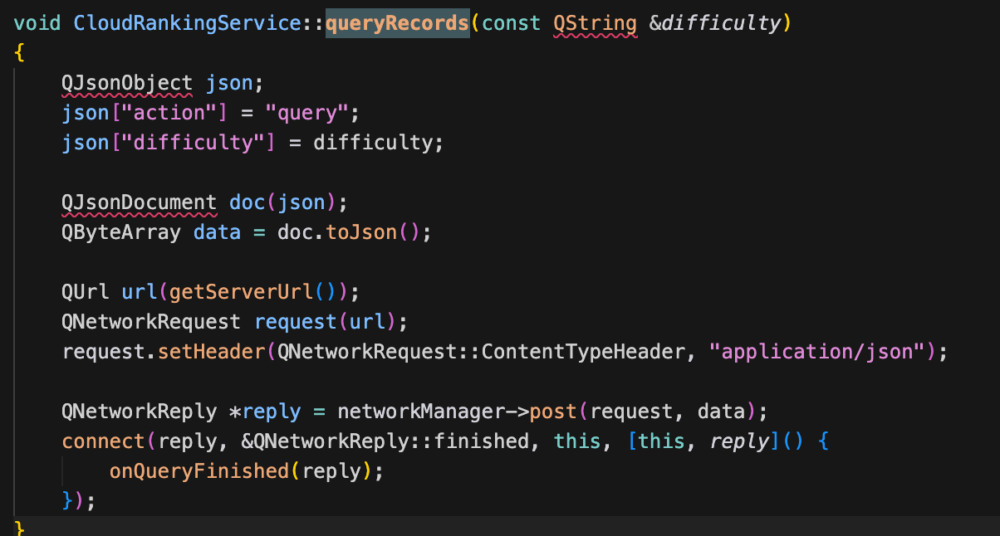 void CloudRankingService::queryRecords(const QString &difficulty)
{
    QJsonObject json;
    json["action"] = "query";
    json["difficulty"] = difficulty;

    QJsonDocument doc(json);
    QByteArray data = doc.toJson();

    QUrl url(getServerUrl());
    QNetworkRequest request(url);
    request.setHeader(QNetworkRequest::ContentTypeHeader, "application/json");

    QNetworkReply *reply = networkManager->post(request, data);
    connect(reply, &QNetworkReply::finished, this, [this, reply]() {
        onQueryFinished(reply);
    });
}